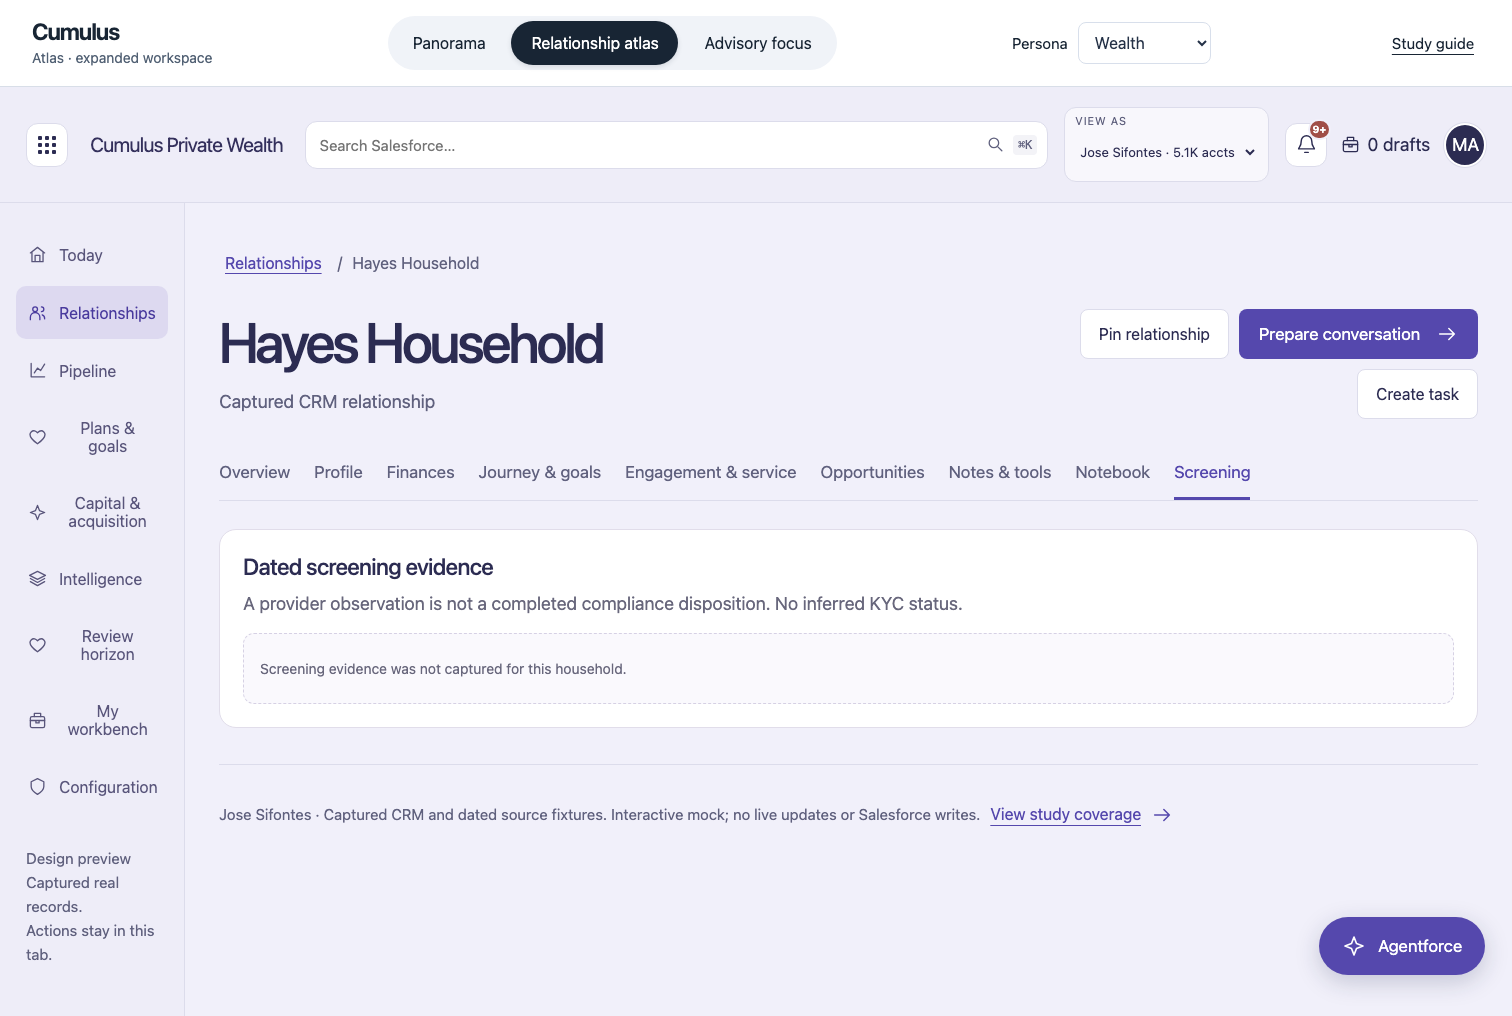 Cumulus
Atlas · expanded workspace
Panorama
Relationship atlas
Advisory focus
Persona
Wealth
Study guide
Cumulus Private Wealth
Search Salesforce...
⌘K
VIEW AS
Jose Sifontes · 5.1K accts
9+
0 drafts
MA
Today
Relationships
Pipeline
Plans &
goals
Capital &
acquisition
Intelligence
Review
horizon
My
workbench
Configuration
Design preview
Captured real
records.
Actions stay in this
tab.
Relationships / Hayes Household
Hayes Household
Captured CRM relationship
Pin relationship
Prepare conversation
Create task
Overview
Profile
Finances
Journey & goals
Engagement & service
Opportunities
Notes & tools
Notebook
Screening
Dated screening evidence
A provider observation is not a completed compliance disposition. No inferred KYC status.
Screening evidence was not captured for this household.
Jose Sifontes · Captured CRM and dated source fixtures. Interactive mock; no live updates or Salesforce writes.
View study coverage
Agentforce